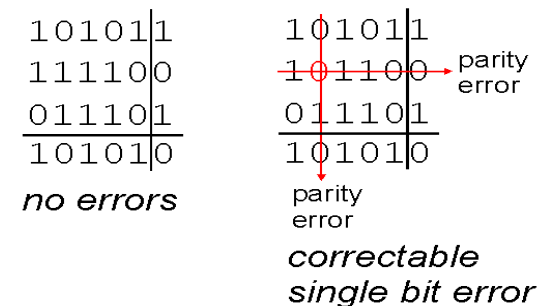 101011
111100
011101
101010
no errors
101011
101100
011101
101010
parity
error
parity
error
correctable
single bit error